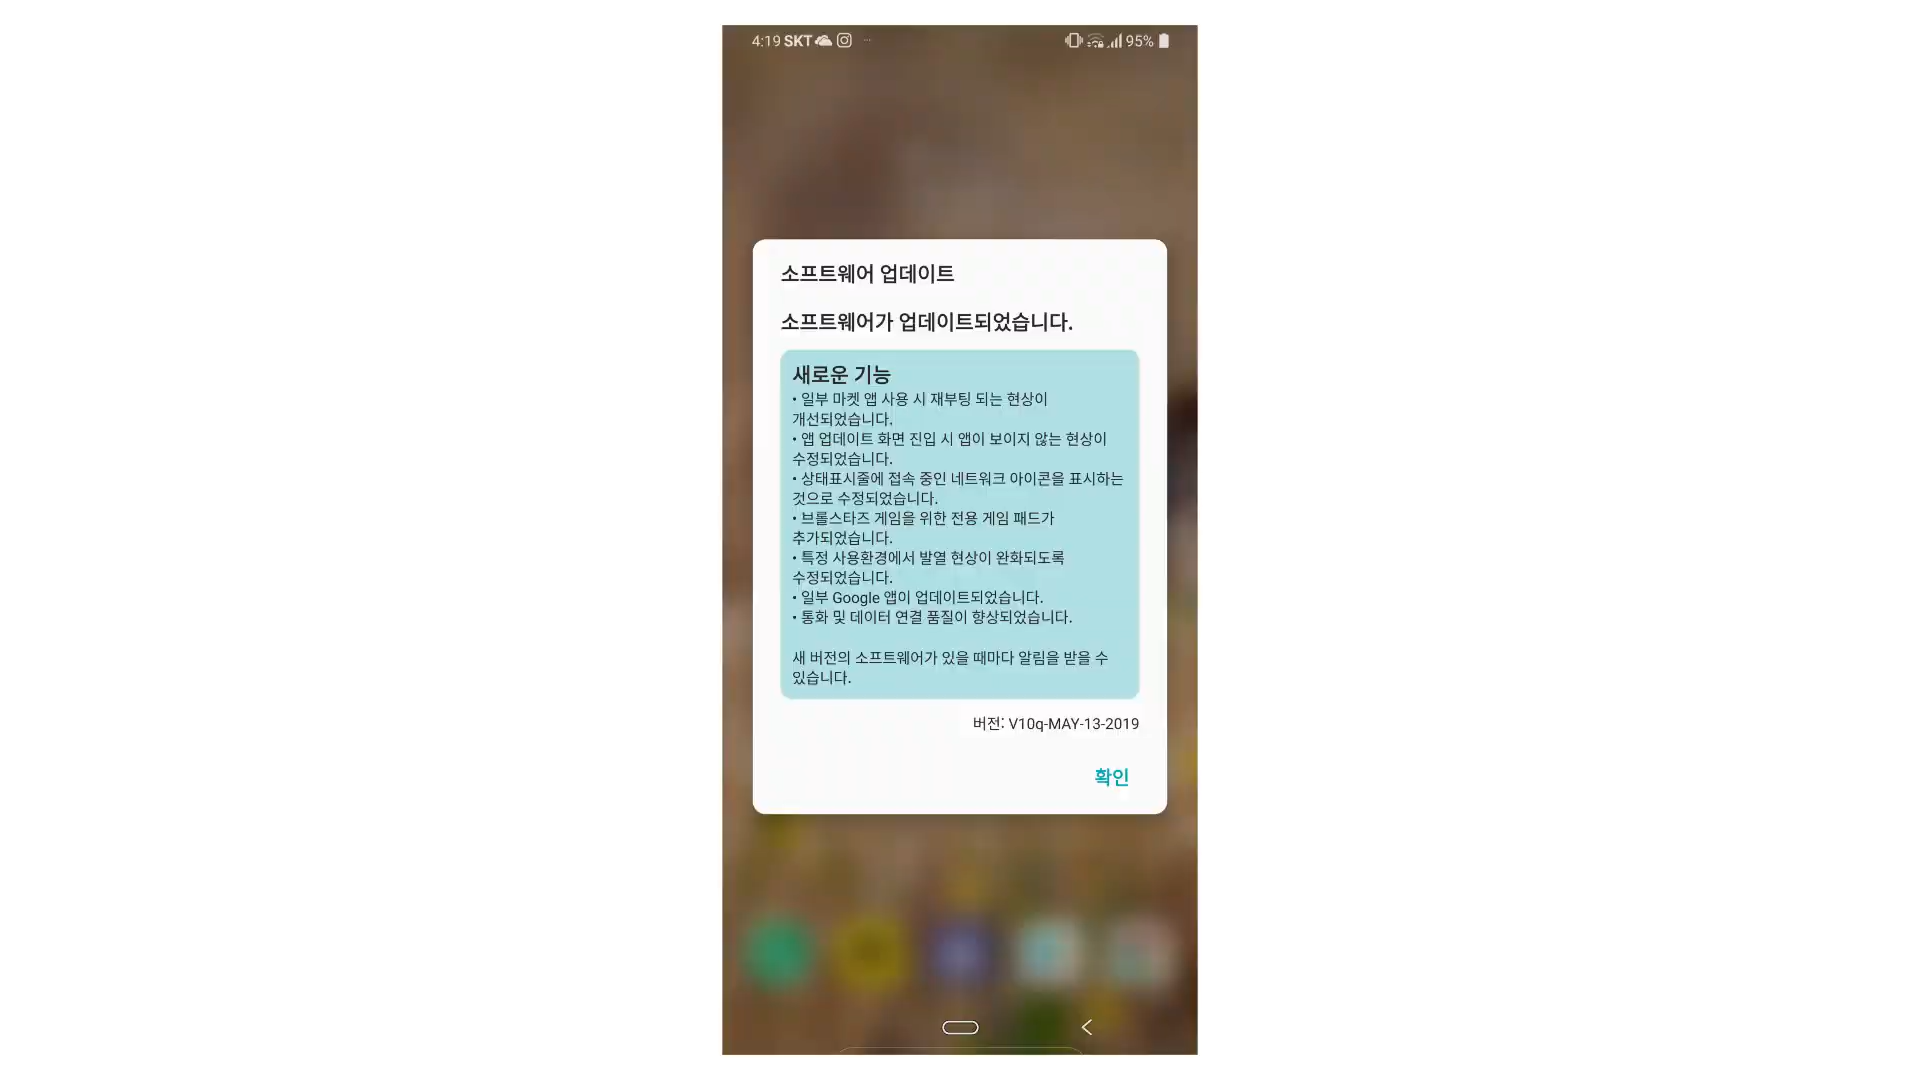 4:19 SKT 95%
소프트웨어 업데이트
소프트웨어가 업데이트되었습니다.
새로운 기능
• 일부 마켓 앱 사용 시 재부팅 되는 현상이
개선되었습니다.
• 앱 업데이트 화면 진입 시 앱이 보이지 않는 현상이
수정되었습니다.
• 상태표시줄에 접속 중인 네트워크 아이콘을 표시하는
것으로 수정되었습니다.
• 브롤스타즈 게임을 위한 전용 게임 패드가
추가되었습니다.
• 특정 사용환경에서 발열 현상이 완화되도록
수정되었습니다.
• 일부 Google 앱이 업데이트되었습니다.
• 통화 및 데이터 연결 품질이 향상되었습니다.
새 버전의 소프트웨어가 있을 때마다 알림을 받을 수
있습니다.
버전: V10q-MAY-13-2019
확인